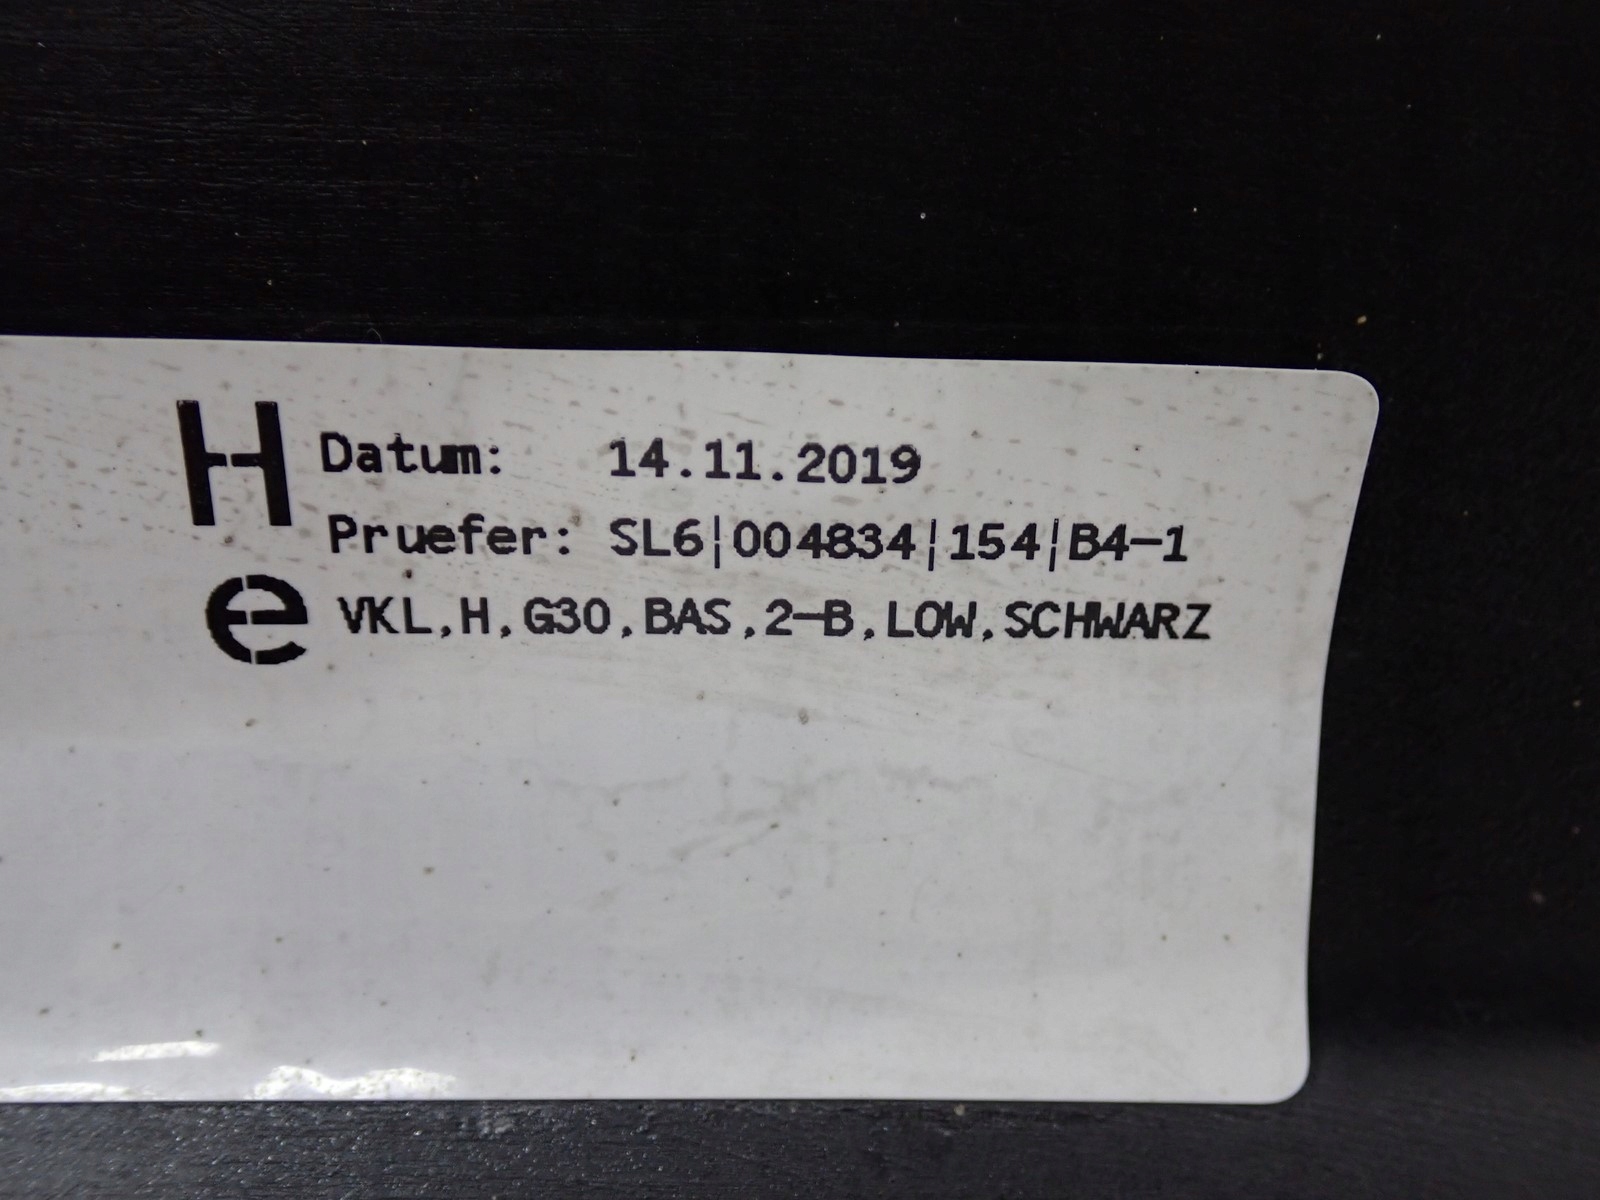 H Datum: 14.11.2019
Pruefer: SL6¦004834¦154¦B4-1
e VKL,H,G30,BAS,2-B,LOW,SCHWARZ